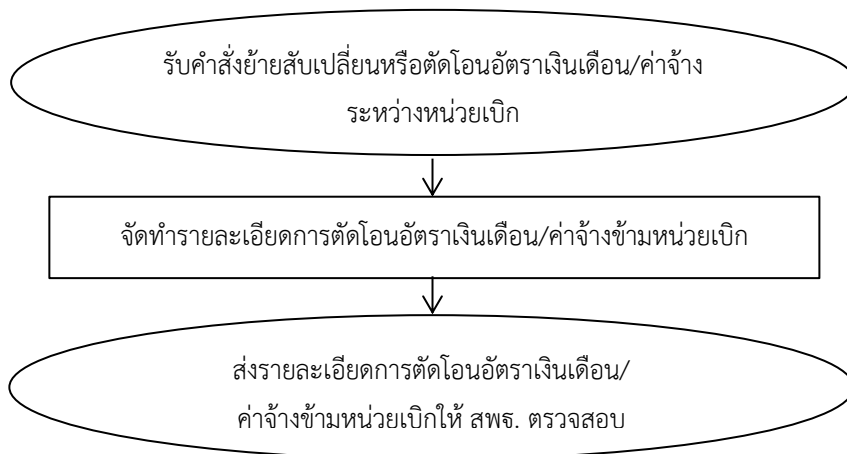 รับคำสั่งย้ายสับเปลี่ยนหรือตัดโอนอัตราเงินเดือน/ค่าจ้าง
ระหว่างหน่วยเบิก
จัดทำรายละเอียดการตัดโอนอัตราเงินเดือน/ค่าจ้างข้ามหน่วยเบิก
ส่งรายละเอียดการตัดโอนอัตราเงินเดือน/
ค่าจ้างข้ามหน่วยเบิกให้ สพธ. ตรวจสอบ